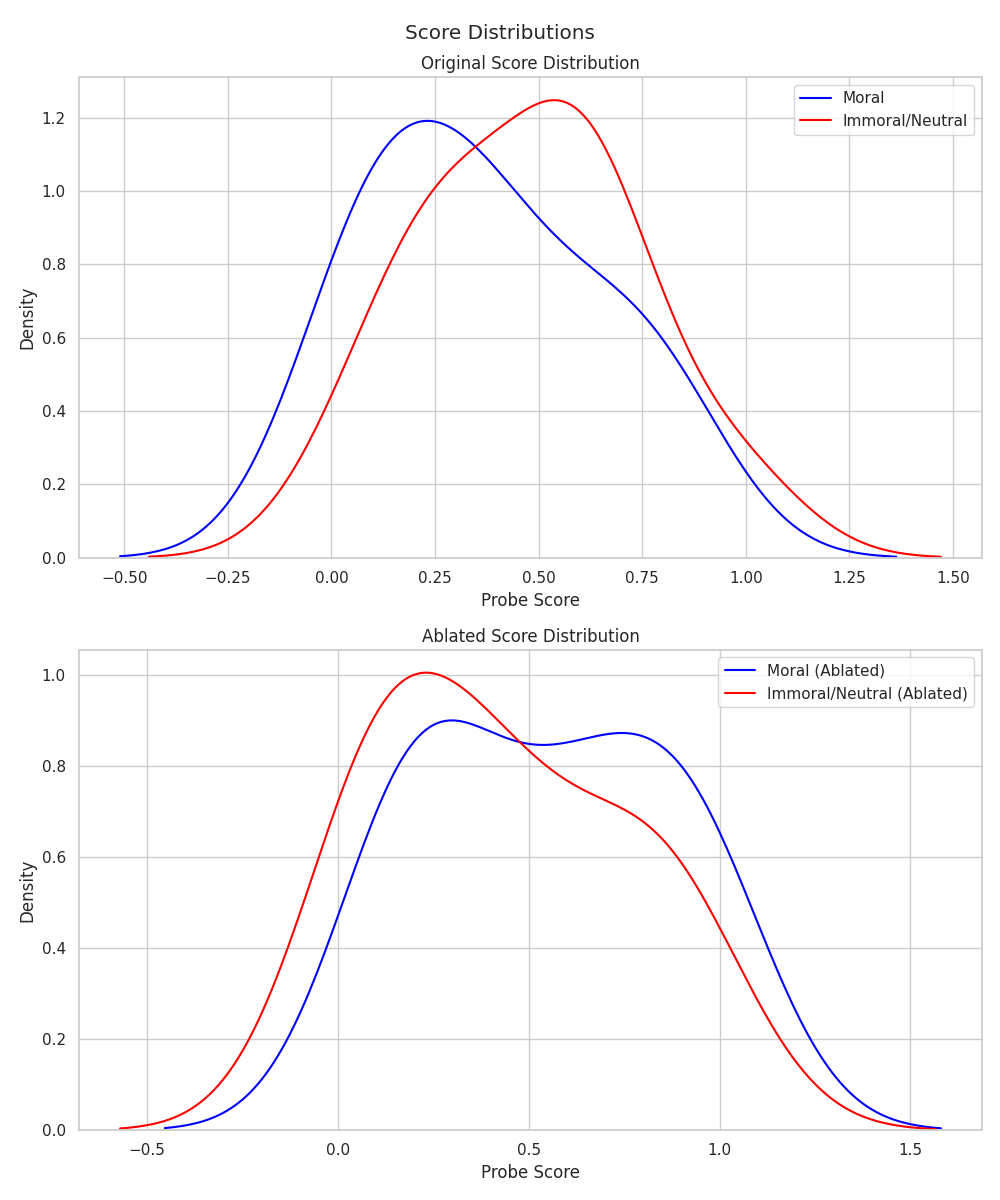 Score Distributions
Original Score Distribution
Moral
Immoral/Neutral
1.2
1.0
0.8
0.6
0.4
0.2
0.0
Density
−0.50 −0.25 0.00 0.25 0.50 0.75 1.00 1.25 1.50
Probe Score
Ablated Score Distribution
Moral (Ablated)
Immoral/Neutral (Ablated)
1.0
0.8
0.6
0.4
0.2
0.0
Density
−0.5 0.0 0.5 1.0 1.5
Probe Score